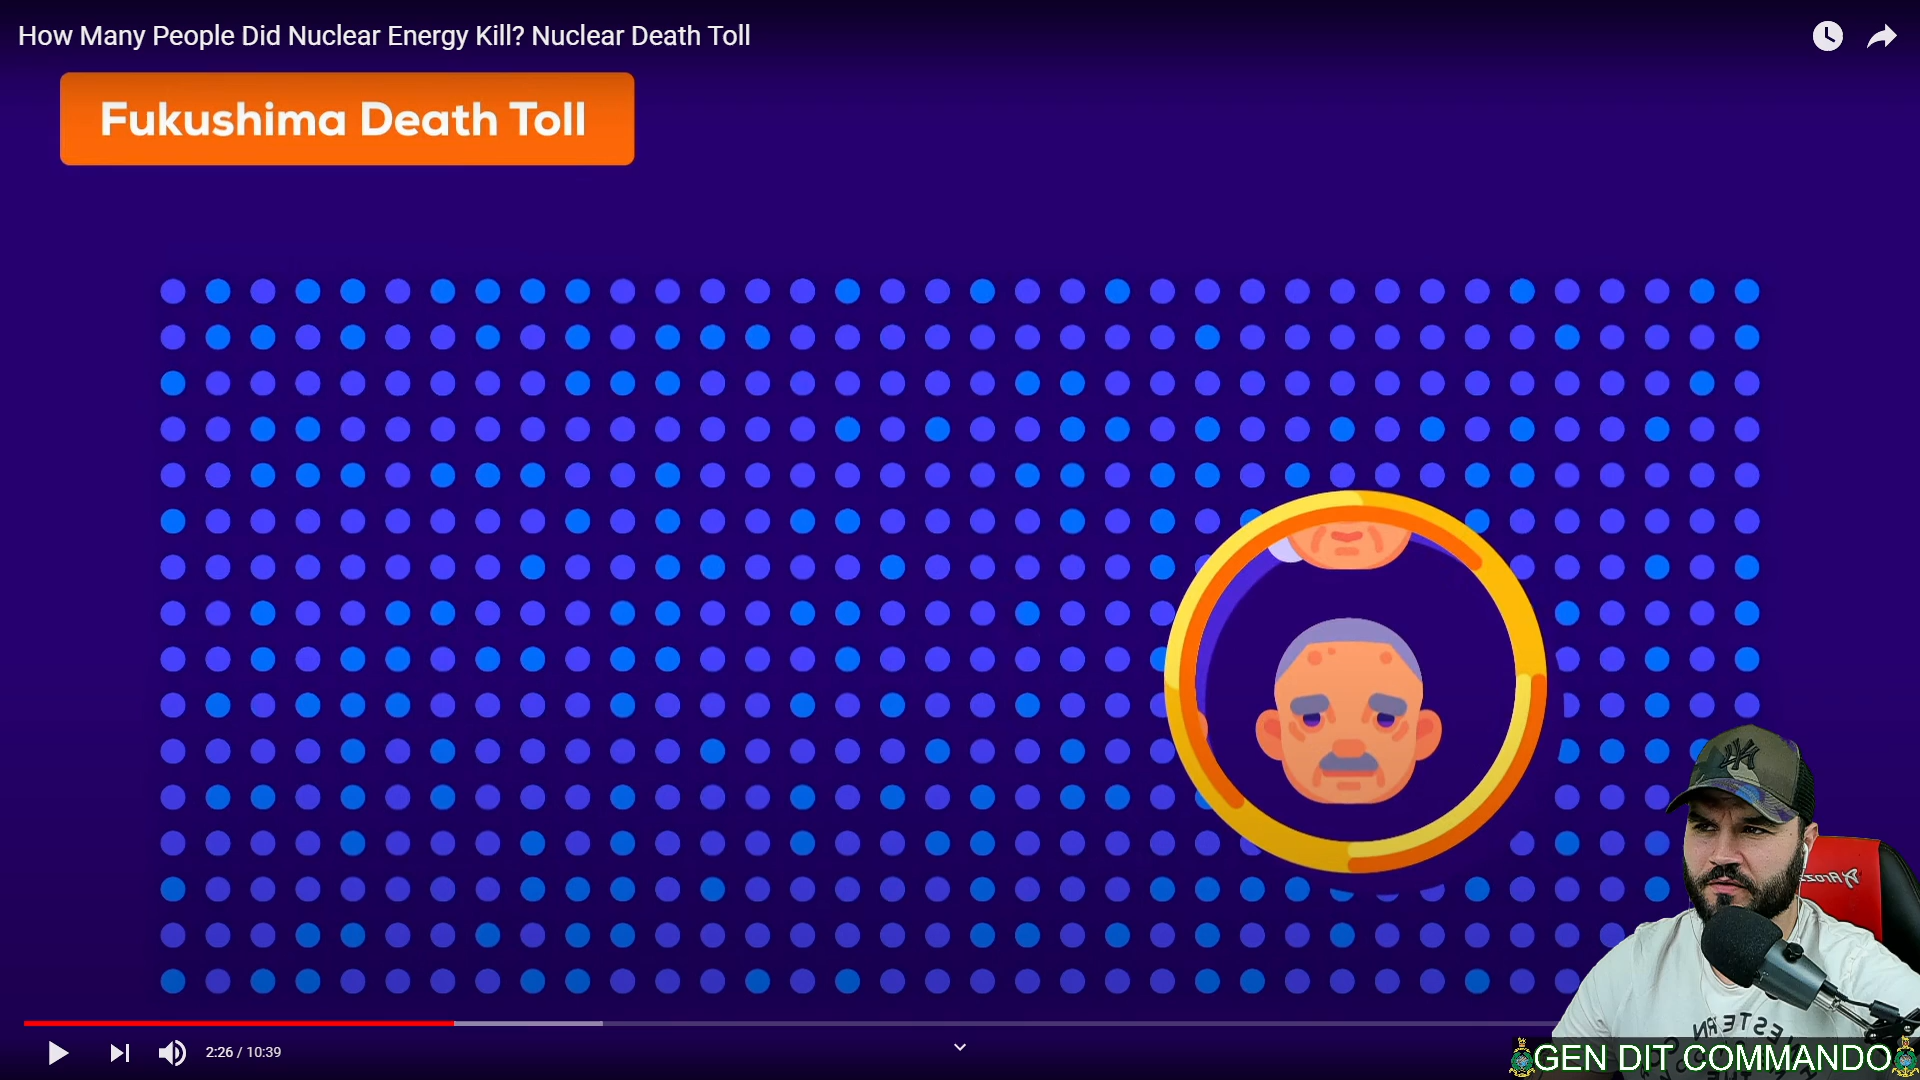 How Many People Did Nuclear Energy Kill? Nuclear Death Toll
Fukushima Death Toll
2:26 / 10:39
GEN DIT COMMANDO